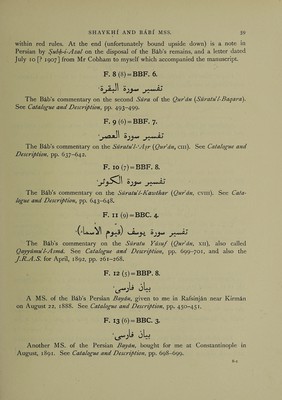 SHAYKHÍ AND BÁBÍ MSS. 59
within red rules. At the end (unfortunately bound upside down) is a note in
Persian by Ṣubḥ-i-Azal on the disposal of the Báb's remains, and a letter dated
July 10 [? 1907] from Mr Cobham to myself which accompanied the manuscript.
F. 8 (8) = BBF. 6.
تفسير سورة البقرة
The Báb's commentary on the second Súra of the Qur'án (Súratu'l-Baqara).
See Catalogue and Description, pp. 493-499.
F. 9 (6) = BBF. 7.
تفسير سورة العصر
The Báb's commentary on the Súratu'l-'Aṣr (Qur'án, CIII). See Catalogue and
Description, pp. 637-642.
F. 10 (7) = BBF. 8.
تفسير سورة الكوثر
The Báb's commentary on the Súratu'l-Kawthar (Qur'án, CVIII). See Cata-
logue and Description, pp. 643-648.
F. 11 (9) = BBC. 4.
تفسير سورة يوسف (قيوم الاسماء)
The Báb's commentary on the Súratu Yúsuf (Qur'án, XII), also called
Qayyúmu'l-Asmá. See Catalogue and Description, pp. 699-701, and also the
J.R.A.S. for April, 1892, pp. 261-268.
F. 12 (5) = BBP. 8.
بيان فارسى
A MS. of the Báb's Persian Bayán, given to me in Rafsinján near Kirmán
on August 22, 1888. See Catalogue and Description, pp. 450-451.
F. 13 (6) = BBC. 3.
بيان فارسى
Another MS. of the Persian Bayán, bought for me at Constantinople in
August, 1891. See Catalogue and Description, pp. 698-699.